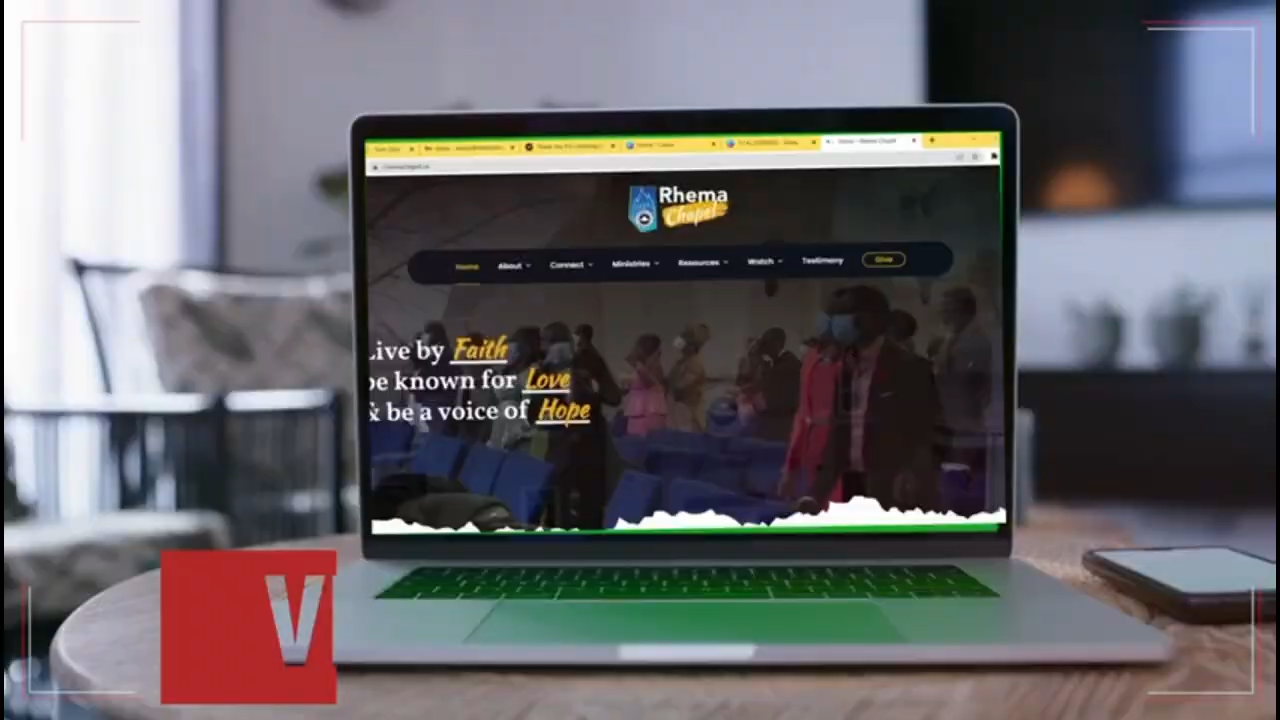 Rhema
Chapel
Home About Connect Ministries Resources Watch Testimony Give
Live by Faith
be known for Love
& be a voice of Hope
V